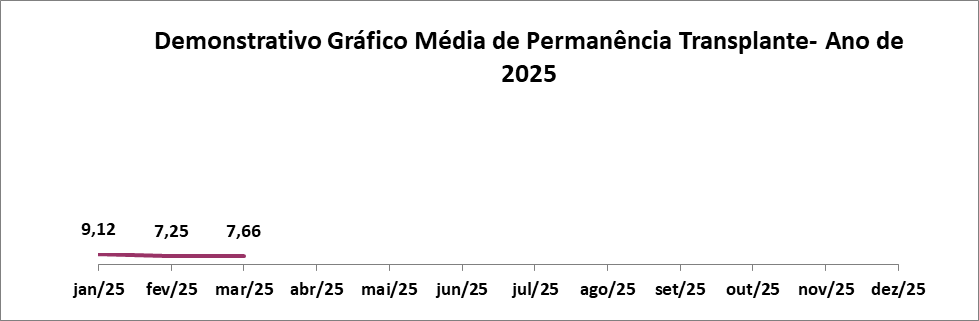 Demonstrativo Gráfico Média de Permanência Transplante- Ano de
2025
9,12 7,25 7,66
jan/25 fev/25 mar/25 abr/25 mai/25 jun/25 jul/25 ago/25 set/25 out/25 nov/25 dez/25